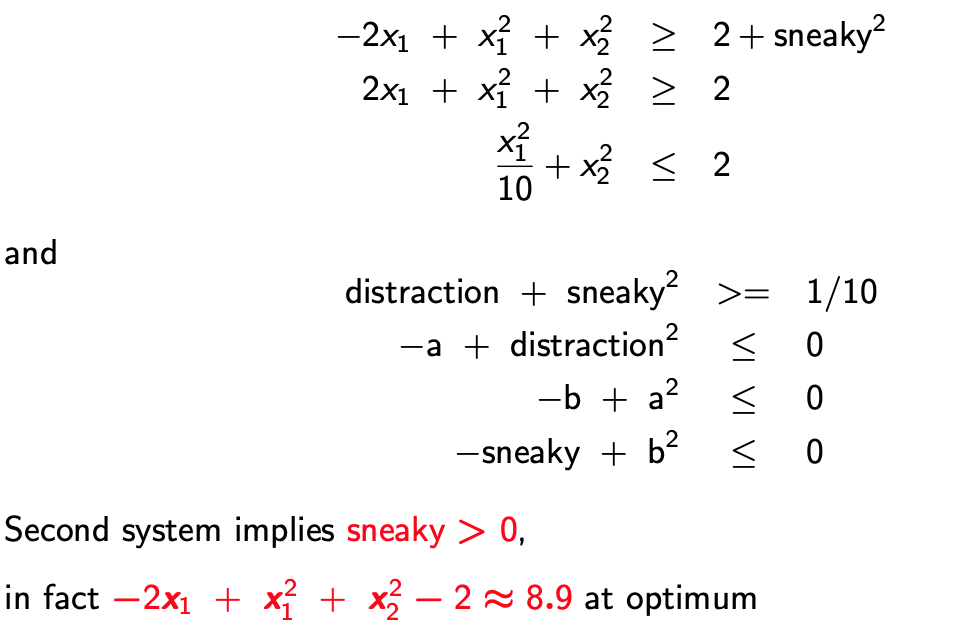 −2x₁ + x₁² + x₂² ≥ 2 + sneaky²
2x₁ + x₁² + x₂² ≥ 2
x₁²/10 + x₂² ≤ 2
and
distraction + sneaky² >= 1/10
−a + distraction² ≤ 0
−b + a² ≤ 0
−sneaky + b² ≤ 0
Second system implies sneaky > 0,
in fact −2x₁ + x₁² + x₂² − 2 ≈ 8.9 at optimum